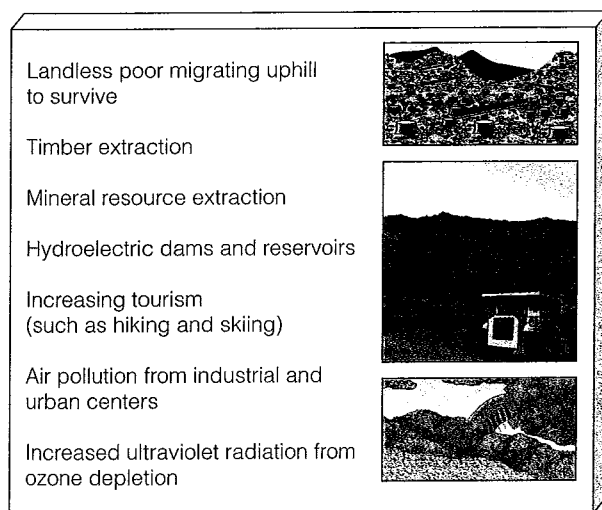 Landless poor migrating uphill
to survive
Timber extraction
Mineral resource extraction
Hydroelectric dams and reservoirs
Increasing tourism
(such as hiking and skiing)
Air pollution from industrial and
urban centers
Increased ultraviolet radiation from
ozone depletion